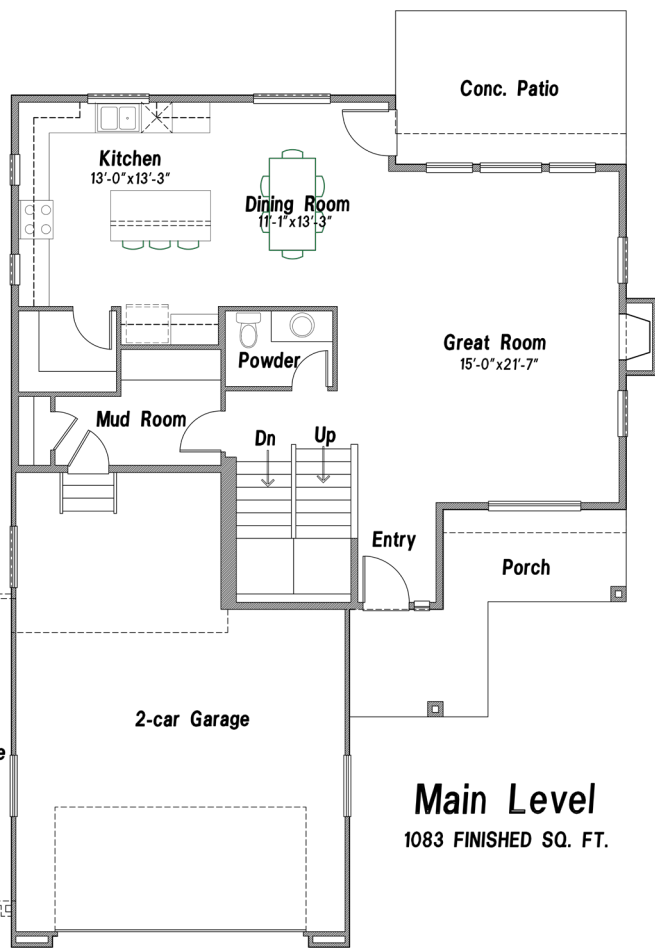 Conc. Patio
Kitchen
13'-0"x13'-3"
Dining Room
11'-1"x13'-3"
Great Room
15'-0"x21'-7"
Powder
Mud Room
Dn
Up
Entry
Porch
2-car Garage
e
Main Level
1083 FINISHED SQ. FT.